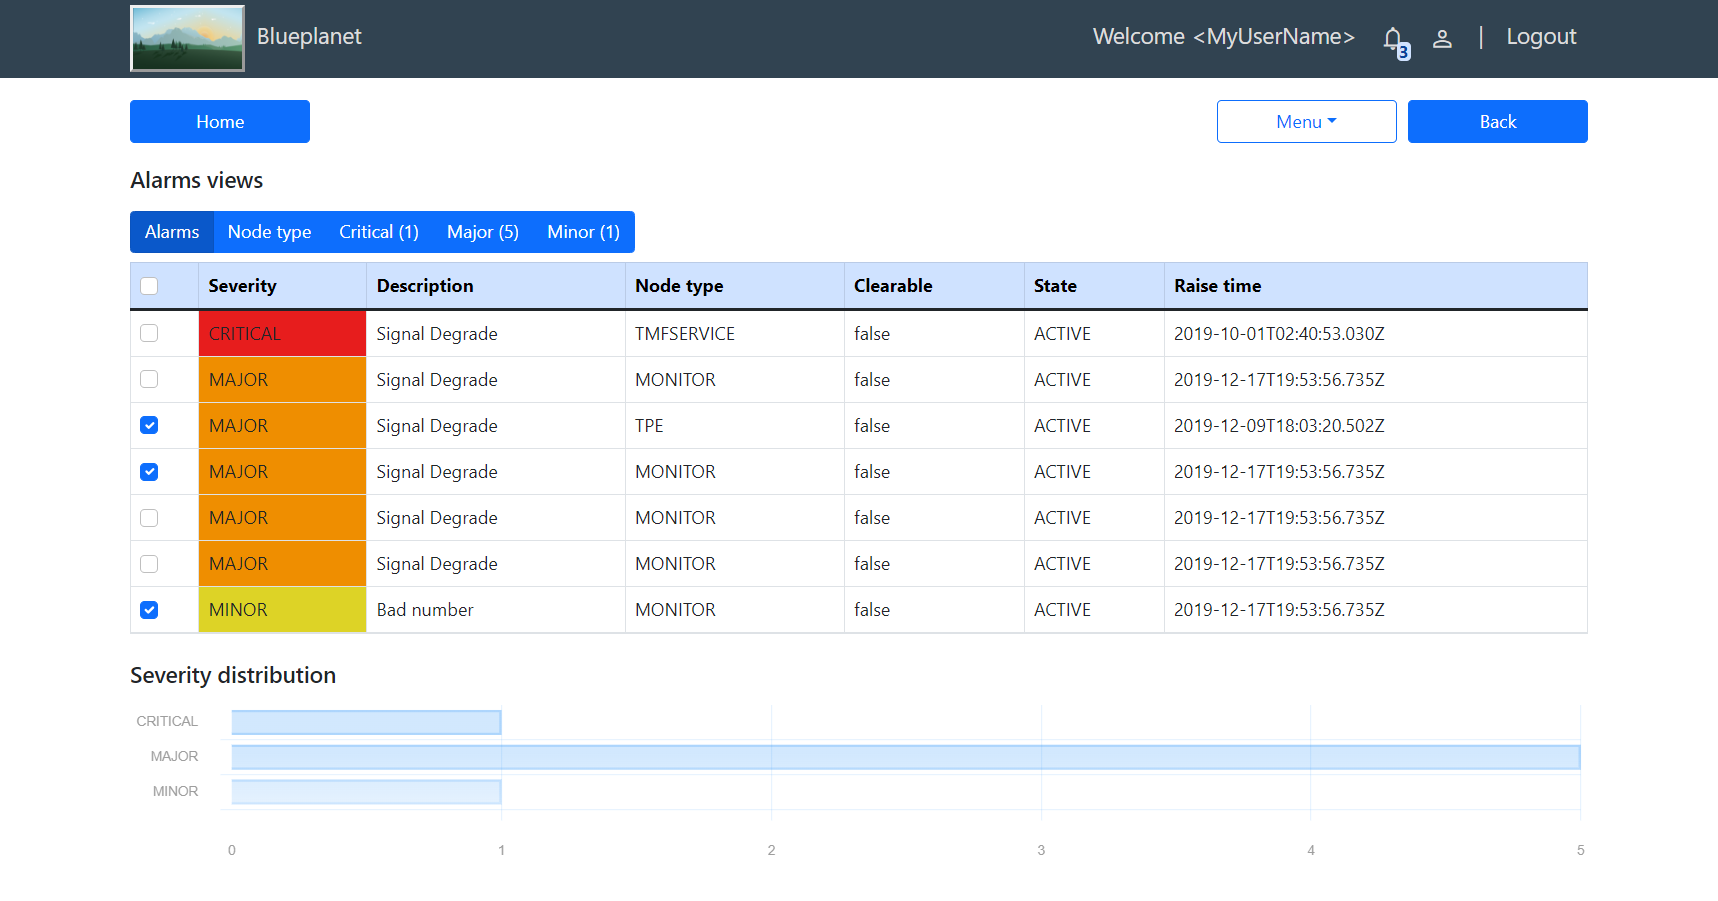 Blueplanet
Welcome <MyUserName> 3 | Logout
Home Menu Back
Alarms views
Alarms Node type Critical (1) Major (5) Minor (1)
Severity Description Node type Clearable State Raise time
CRITICAL Signal Degrade TMFSERVICE false ACTIVE 2019-10-01T02:40:53.030Z
MAJOR Signal Degrade MONITOR false ACTIVE 2019-12-17T19:53:56.735Z
MAJOR Signal Degrade TPE false ACTIVE 2019-12-09T18:03:20.502Z
MAJOR Signal Degrade MONITOR false ACTIVE 2019-12-17T19:53:56.735Z
MAJOR Signal Degrade MONITOR false ACTIVE 2019-12-17T19:53:56.735Z
MAJOR Signal Degrade MONITOR false ACTIVE 2019-12-17T19:53:56.735Z
MINOR Bad number MONITOR false ACTIVE 2019-12-17T19:53:56.735Z
Severity distribution
CRITICAL
MAJOR
MINOR
0 1 2 3 4 5